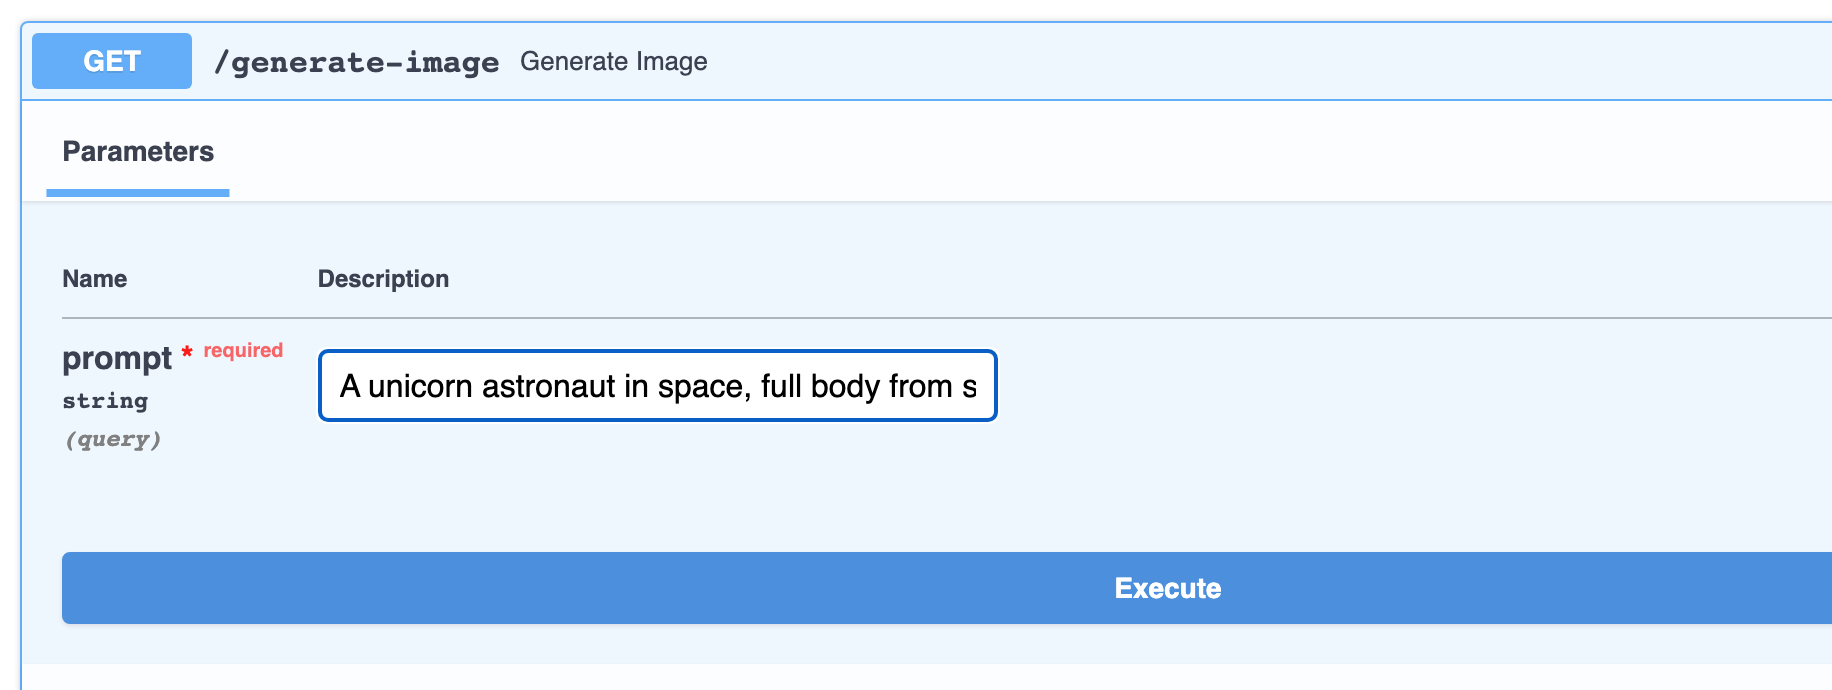 GET /generate-image Generate Image
Parameters
Name Description
prompt * required
string
(query)
A unicorn astronaut in space, full body from s
Execute